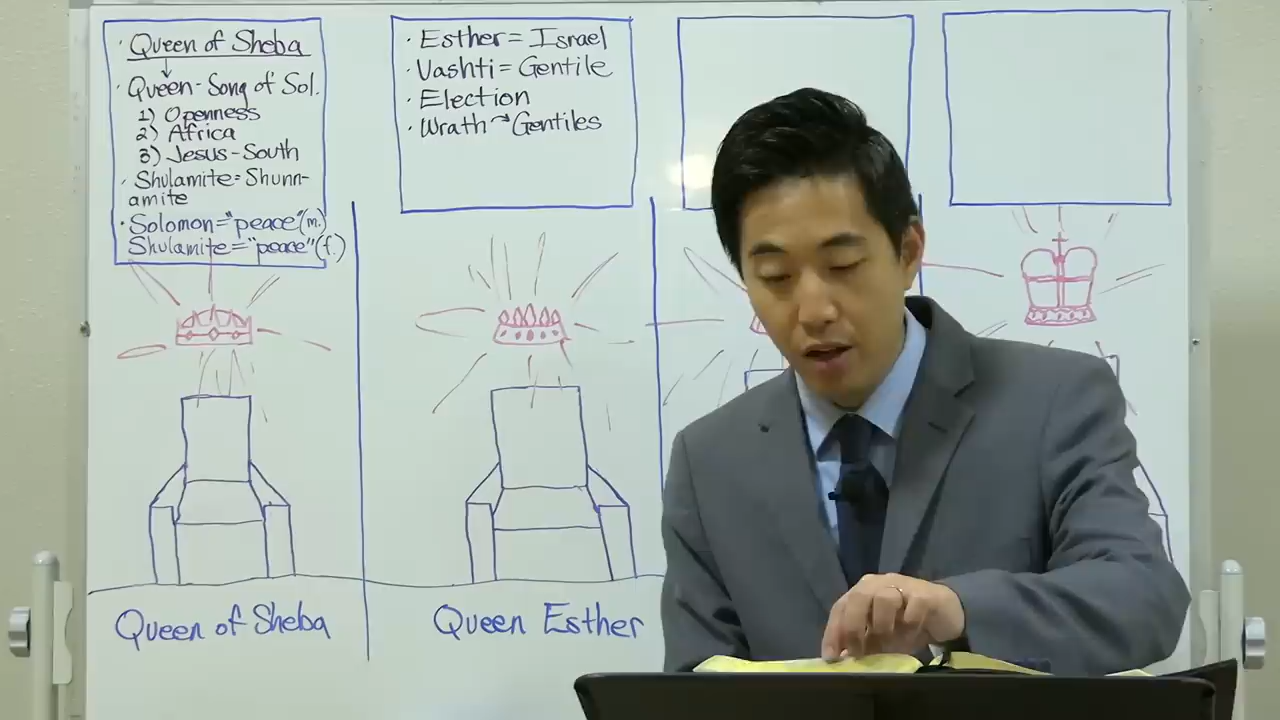 · Queen of Sheba
· Queen-Song of Sol.
1) Openness
2) Africa
3) Jesus-South
· Shulamite=Shunn-
amite
· Solomon="peace"(m.)
Shulamite="peace"(f.)
· Esther=Israel
· Vashti=Gentile
· Election
· Wrath→Gentiles
Queen of Sheba
Queen Esther